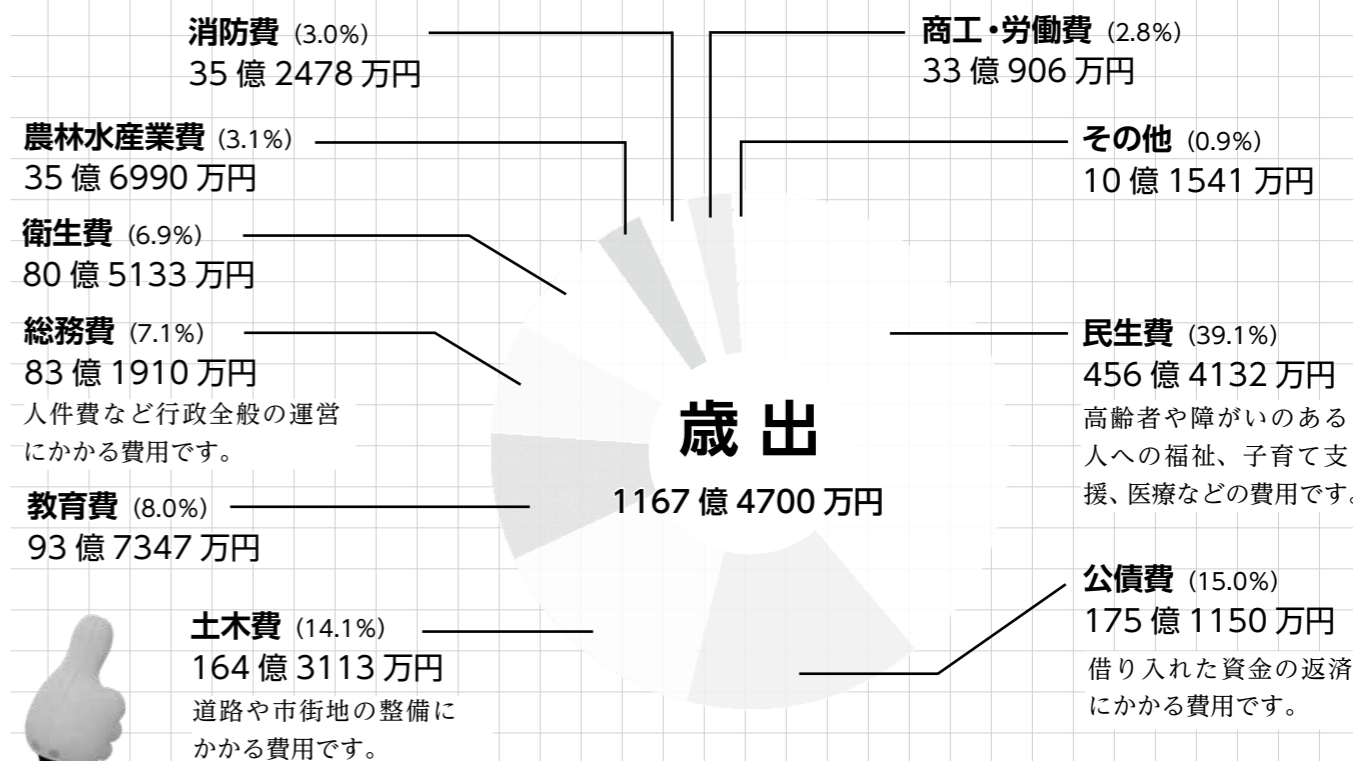 消防費（3.0%）
35 億 2478 万円
商工・労働費（2.8%）
33 億 906 万円
農林水産業費（3.1%）
35 億 6990 万円
その他（0.9%）
10 億 1541 万円
衛生費（6.9%）
80 億 5133 万円
総務費（7.1%）
83 億 1910 万円
人件費など行政全般の運営
にかかる費用です。
民生費（39.1%）
456 億 4132 万円
高齢者や障がいのある
人への福祉、子育て支
援、医療などの費用です。
歳出
1167 億 4700 万円
教育費（8.0%）
93 億 7347 万円
公債費（15.0%）
175 億 1150 万円
借り入れた資金の返済
にかかる費用です。
土木費（14.1%）
164 億 3113 万円
道路や市街地の整備に
かかる費用です。